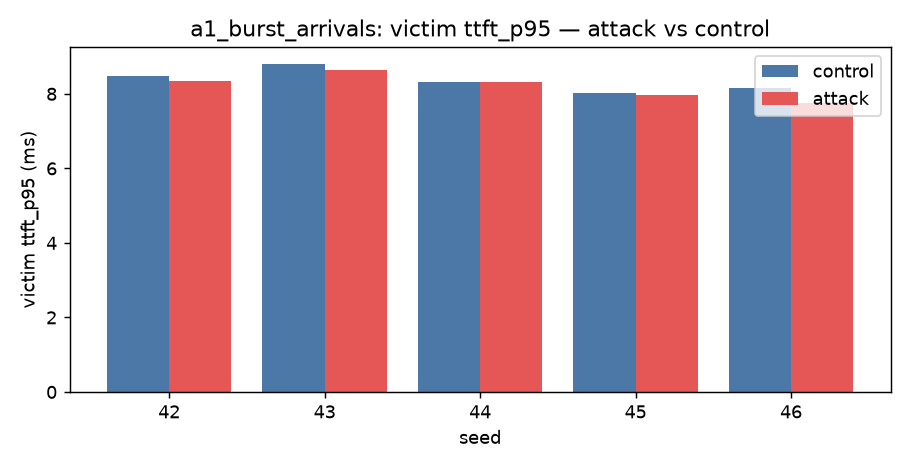 a1_burst_arrivals: victim ttft_p95 — attack vs control
control
attack
victim ttft_p95 (ms)
8
6
4
2
0
42 43 44 45 46
seed